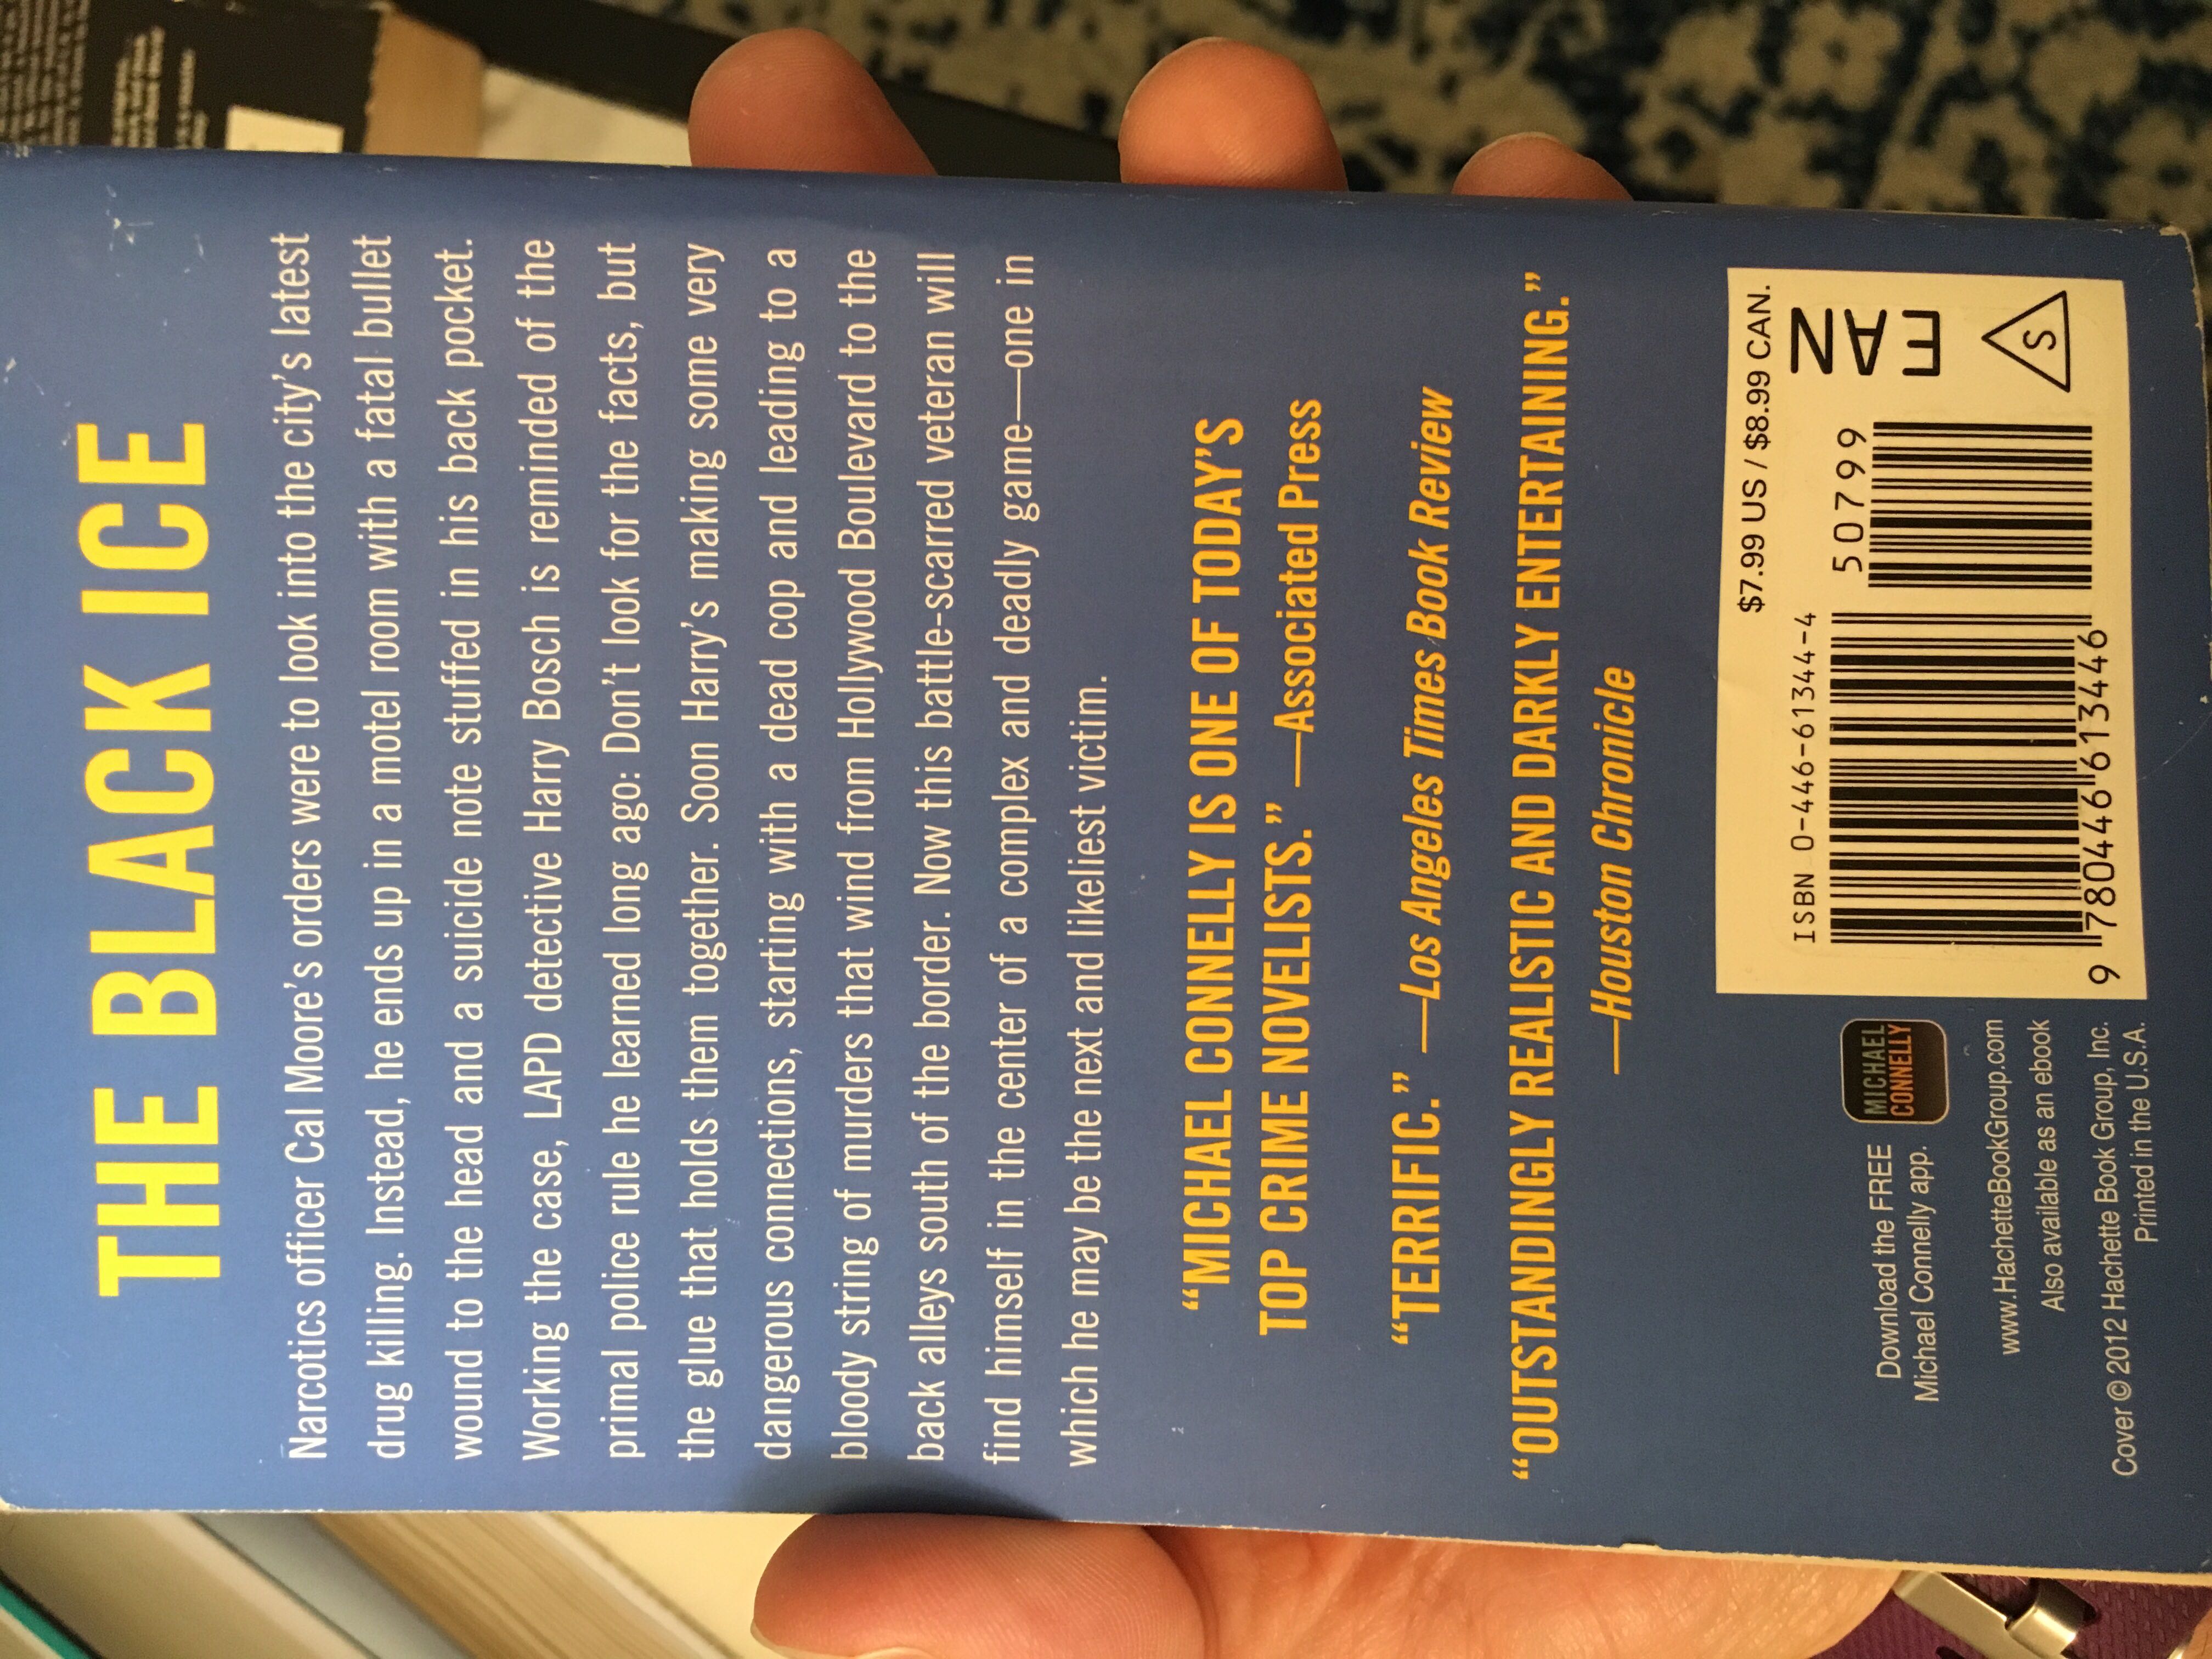 THE BLACK ICE
Narcotics officer Cal Moore's orders were to look into the city's latest
drug killing. Instead, he ends up in a motel room with a fatal bullet
wound to the head and a suicide note stuffed in his back pocket.
Working the case, LAPD detective Harry Bosch is reminded of the
primal police rule he learned long ago: Don't look for the facts, but
the glue that holds them together. Soon Harry's making some very
dangerous connections, starting with a dead cop and leading to a
bloody string of murders that wind from Hollywood Boulevard to the
back alleys south of the border. Now this battle-scarred veteran will
find himself in the center of a complex and deadly game—one in
which he may be the next and likeliest victim.
“MICHAEL CONNELLY IS ONE OF TODAY'S
TOP CRIME NOVELISTS.” —Associated Press
“TERRIFIC.” —Los Angeles Times Book Review
“OUTSTANDINGLY REALISTIC AND DARKLY ENTERTAINING.”
—Houston Chronicle
Download the FREE
Michael Connelly app.
MICHAEL
CONNELLY
www.HachetteBookGroup.com
Also available as an ebook
Cover © 2012 Hachette Book Group, Inc.
Printed in the U.S.A.
$7.99 US / $8.99 CAN.
ISBN 0-446-61344-4
50799
EAN
S
9 780446 613446